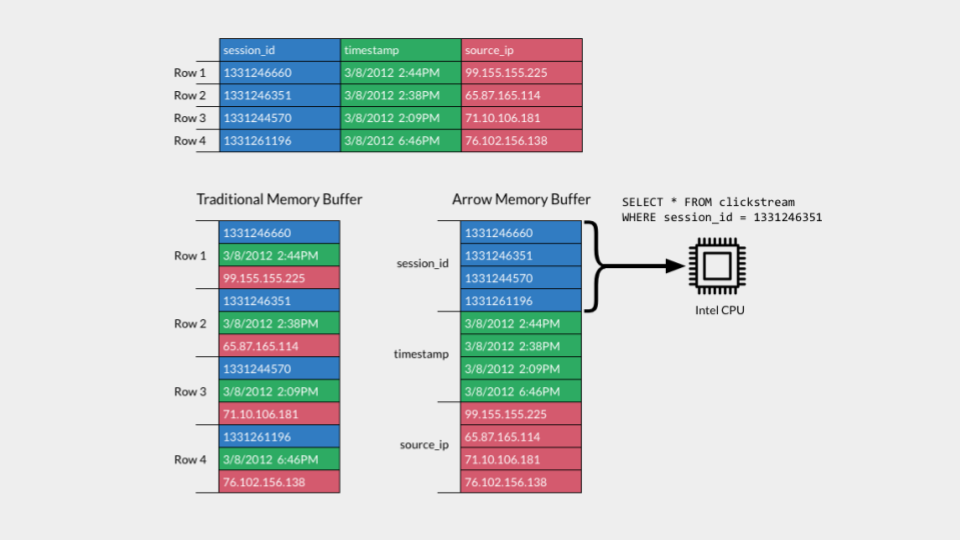 session_id timestamp source_ip
Row 1 1331246660 3/8/2012 2:44PM 99.155.155.225
Row 2 1331246351 3/8/2012 2:38PM 65.87.165.114
Row 3 1331244570 3/8/2012 2:09PM 71.10.106.181
Row 4 1331261196 3/8/2012 6:46PM 76.102.156.138
Traditional Memory Buffer
Row 1
1331246660
3/8/2012 2:44PM
99.155.155.225
Row 2
1331246351
3/8/2012 2:38PM
65.87.165.114
Row 3
1331244570
3/8/2012 2:09PM
71.10.106.181
Row 4
1331261196
3/8/2012 6:46PM
76.102.156.138
Arrow Memory Buffer
session_id
1331246660
1331246351
1331244570
1331261196
timestamp
3/8/2012 2:44PM
3/8/2012 2:38PM
3/8/2012 2:09PM
3/8/2012 6:46PM
source_ip
99.155.155.225
65.87.165.114
71.10.106.181
76.102.156.138
SELECT * FROM clickstream
WHERE session_id = 1331246351
Intel CPU